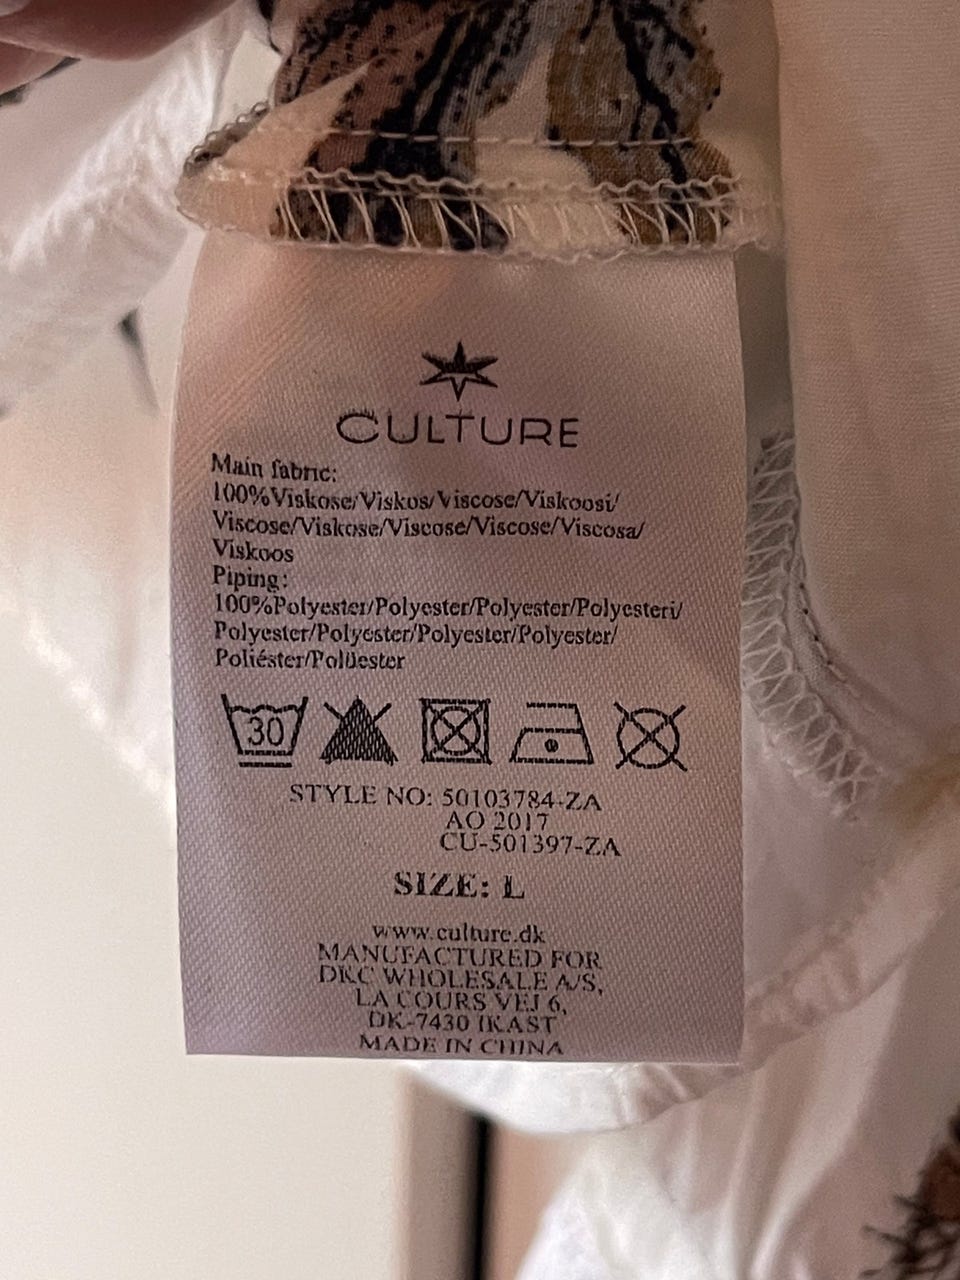 CULTURE
Main fabric:
100%Viskose/Viskos/Viscose/Viskoosi/
Viscose/Viskose/Viscose/Viscose/Viscosa/
Viskoos
Piping:
100%Polyester/Polyester/Polyester/Polyesteri/
Polyester/Polyester/Polyester/Polyester/
Poliéster/Polüester
30
STYLE NO: 50103784-ZA
AO 2017
CU-501397-ZA
SIZE: L
www.culture.dk
MANUFACTURED FOR
DKC WHOLESALE A/S,
LA COURS VEJ 6,
DK-7430 IKAST
MADE IN CHINA